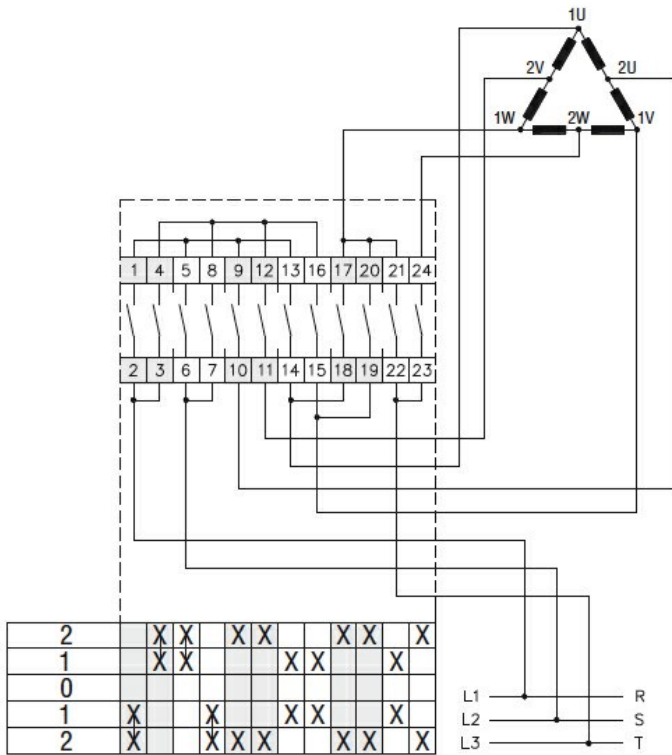 1U
2V 2U
1W 2W 1V
1 4 5 8 9 12 13 16 17 20 21 24
2 3 6 7 10 11 14 15 18 19 22 23
2 X X X X X X X
1 X X X X X
0
1 X X X X X
2 X X X X X X X
L1 R
L2 S
L3 T